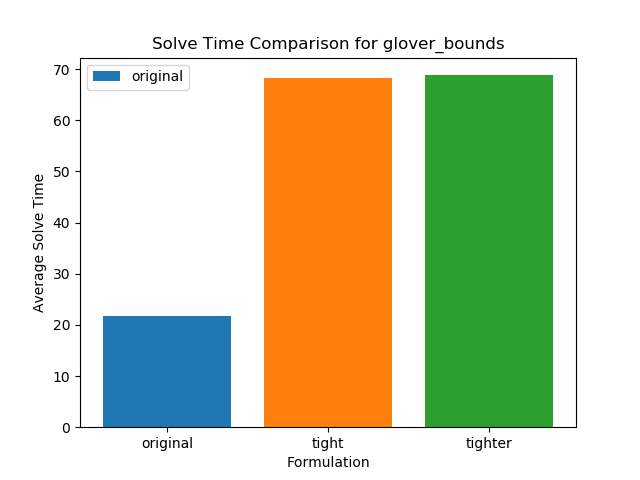 Solve Time Comparison for glover_bounds
original
70
60
50
40
30
20
10
0
Average Solve Time
original tight tighter
Formulation